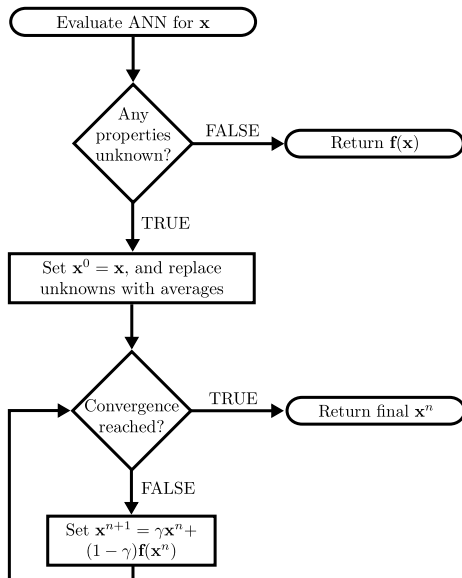 Evaluate ANN for x
Any
properties
unknown?
FALSE
Return f(x)
TRUE
Set x⁰ = x, and replace
unknowns with averages
Convergence
reached?
TRUE
Return final xⁿ
FALSE
Set xⁿ⁺¹ = γxⁿ+
(1 − γ)f(xⁿ)